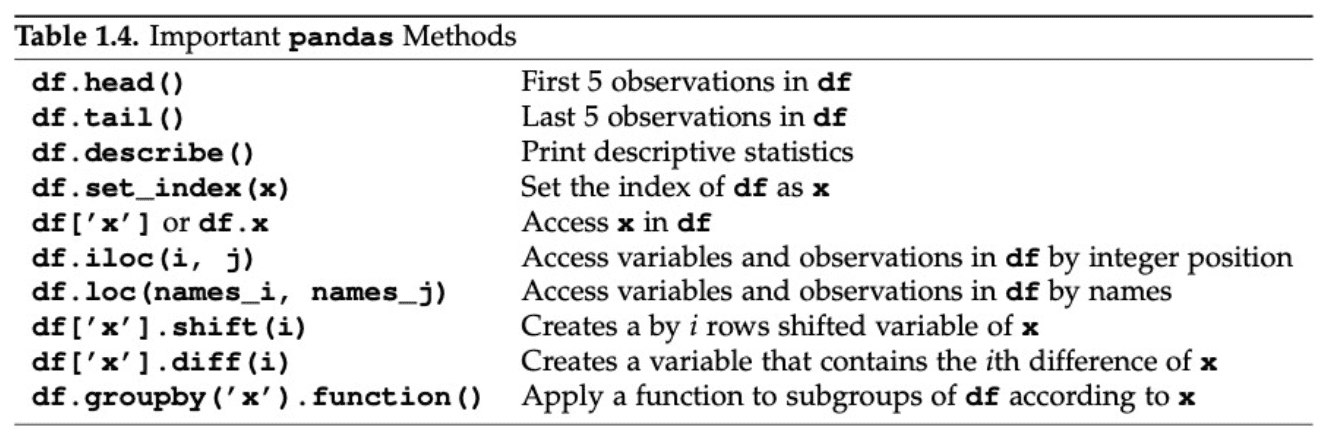 Table 1.4. Important pandas Methods
df.head() First 5 observations in df
df.tail() Last 5 observations in df
df.describe() Print descriptive statistics
df.set_index(x) Set the index of df as x
df['x'] or df.x Access x in df
df.iloc(i, j) Access variables and observations in df by integer position
df.loc(names_i, names_j) Access variables and observations in df by names
df['x'].shift(i) Creates a by i rows shifted variable of x
df['x'].diff(i) Creates a variable that contains the ith difference of x
df.groupby('x').function() Apply a function to subgroups of df according to x